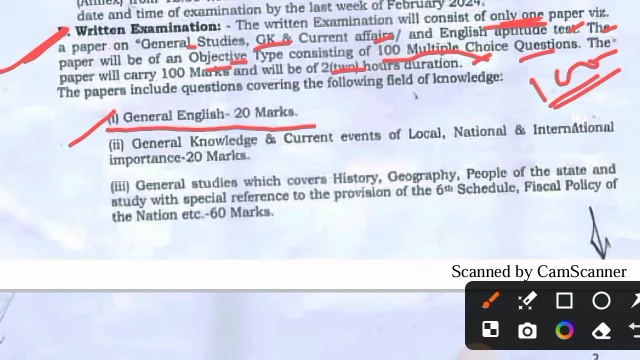 date and time of examination by the last week of February 2024.
Written Examination: - The written Examination will consist of only one paper viz.
a paper on "General Studies, GK & Current affairs/ and English aptitude test. The
paper will be of an Objective Type consisting of 100 Multiple Choice Questions. The
paper will carry 100 Marks and will be of 2(two) hours duration.
The papers include questions covering the following field of knowledge:
(i) General English- 20 Marks.
(ii) General Knowledge & Current events of Local, National & International
importance-20 Marks.
(iii) General studies which covers History, Geography, People of the state and
study with special reference to the provision of the 6th Schedule, Fiscal Policy of
the Nation etc.-60 Marks.
Scanned by CamScanner